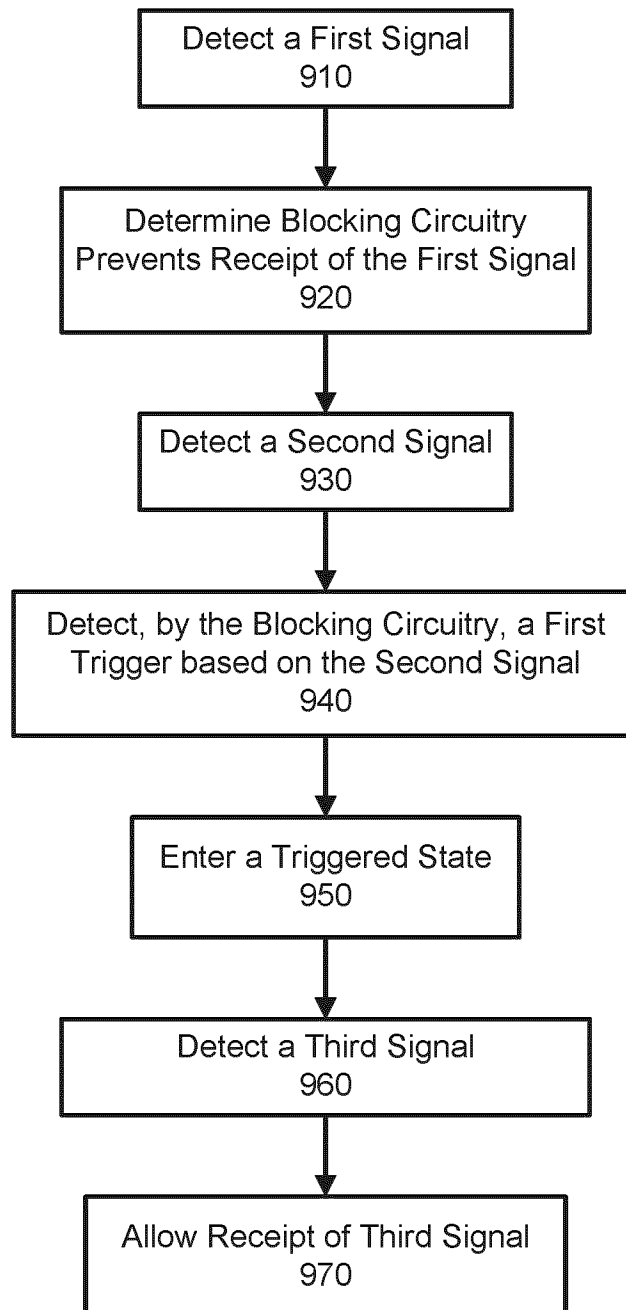 Detect a First Signal
910
Determine Blocking Circuitry
Prevents Receipt of the First Signal
920
Detect a Second Signal
930
Detect, by the Blocking Circuitry, a First
Trigger based on the Second Signal
940
Enter a Triggered State
950
Detect a Third Signal
960
Allow Receipt of Third Signal
970